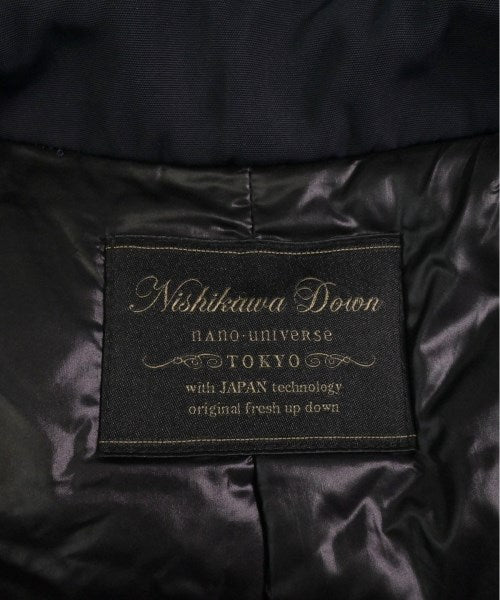 Nishikawa Down
nano·universe
TOKYO
with JAPAN technology
original fresh up down